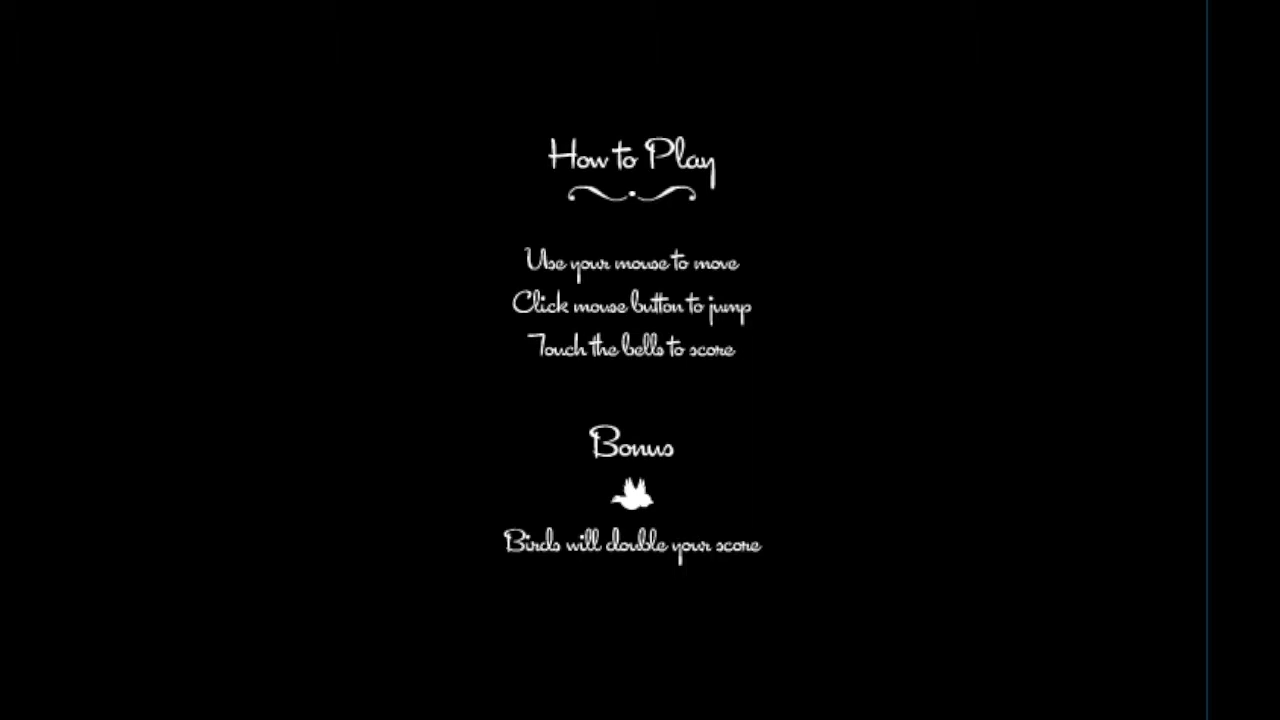 How to Play
Use your mouse to move
Click mouse button to jump
Touch the bells to score
Bonus
Birds will double your score